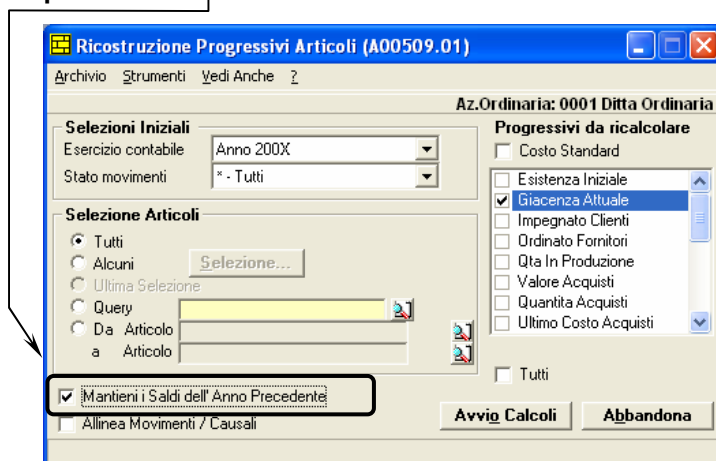 Ricostruzione Progressivi Articoli (A00509.01)
Archivio Strumenti Vedi Anche ?
Az.Ordinaria: 0001 Ditta Ordinaria
Selezioni Iniziali
Esercizio contabile Anno 200X
Stato movimenti * - Tutti
Selezione Articoli
Tutti
Alcuni Selezione...
Ultima Selezione
Query
Da Articolo
a Articolo
Mantieni i Saldi dell' Anno Precedente
Allinea Movimenti / Causali
Progressivi da ricalcolare
Costo Standard
Esistenza Iniziale
Giacenza Attuale
Impegnato Clienti
Ordinato Fornitori
Qta In Produzione
Valore Acquisti
Quantita Acquisti
Ultimo Costo Acquisti
Tutti
Avvio Calcoli Abbandona